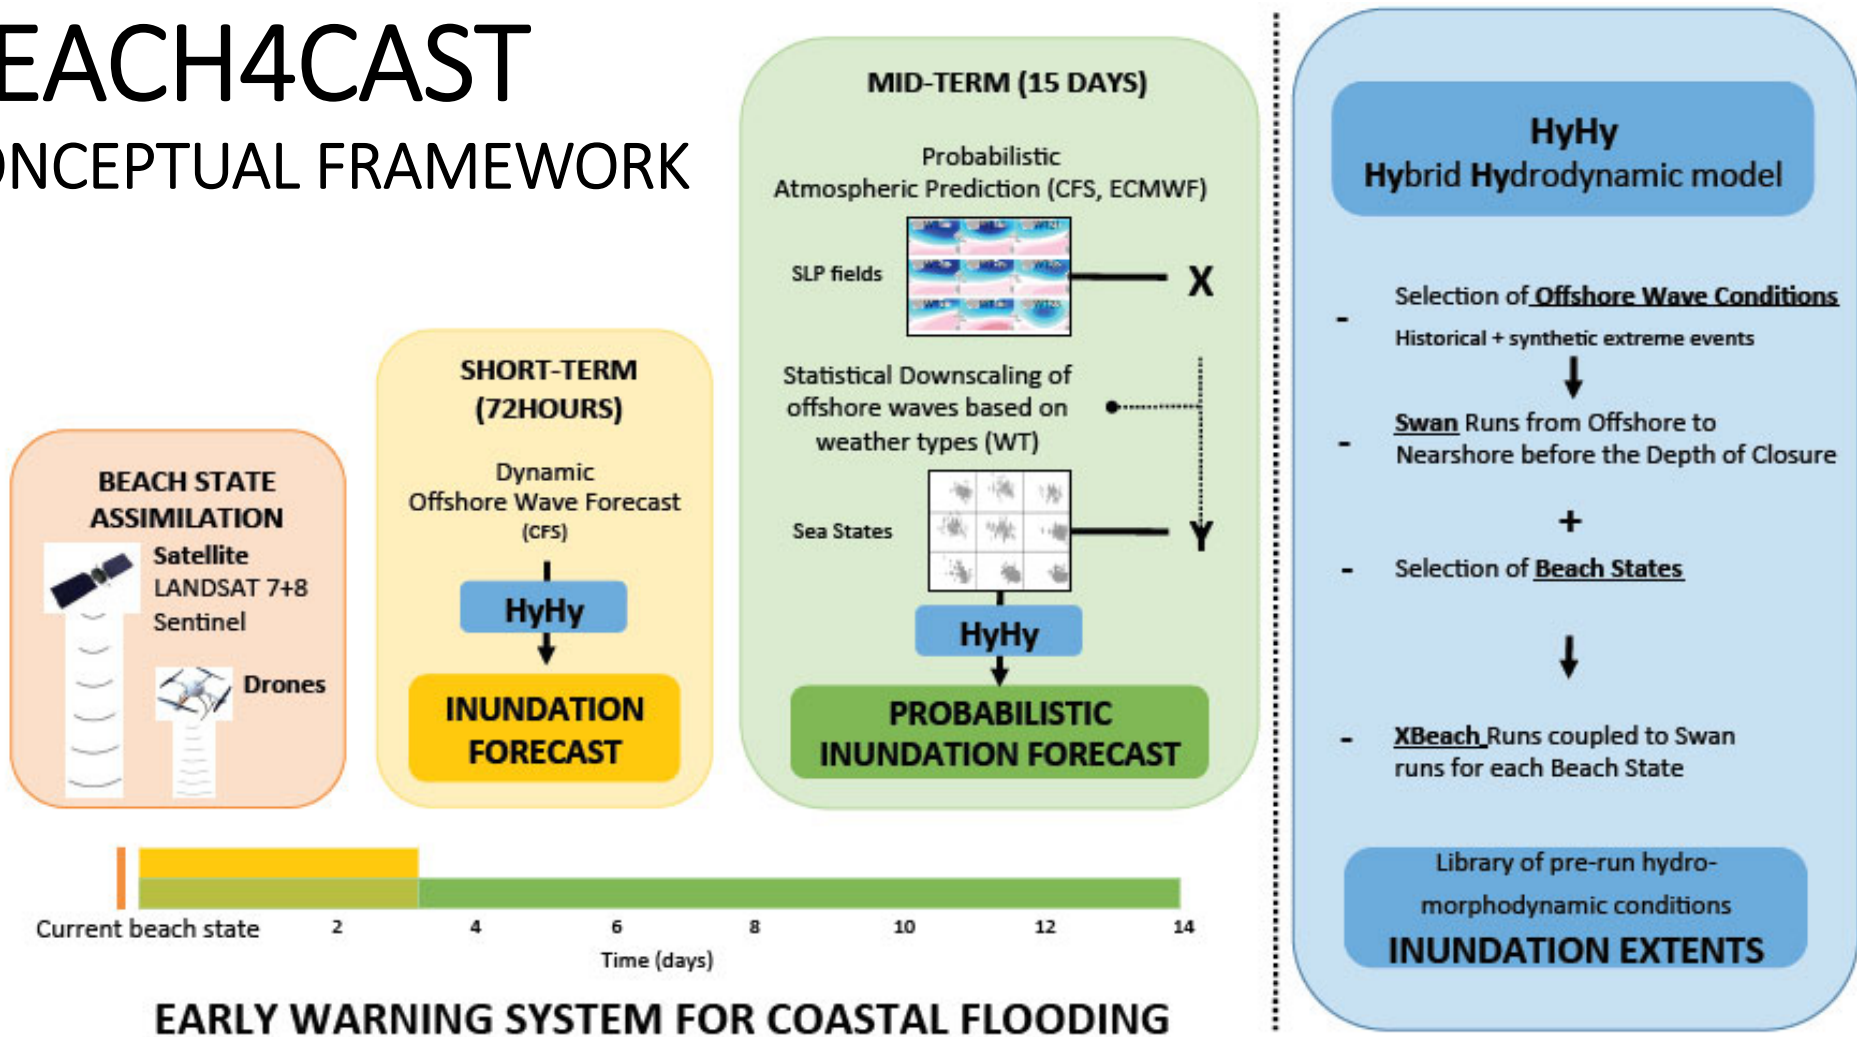 EACH4CAST
ONCEPTUAL FRAMEWORK
BEACH STATE
ASSIMILATION
Satellite
LANDSAT 7+8
Sentinel
Drones
SHORT-TERM
(72HOURS)
Dynamic
Offshore Wave Forecast
(CFS)
HyHy
INUNDATION
FORECAST
MID-TERM (15 DAYS)
Probabilistic
Atmospheric Prediction (CFS, ECMWF)
SLP fields
X
Statistical Downscaling of
offshore waves based on
weather types (WT)
Sea States
Y
HyHy
PROBABILISTIC
INUNDATION FORECAST
Current beach state 2 4 6 8 10 12 14
Time (days)
EARLY WARNING SYSTEM FOR COASTAL FLOODING
HyHy
Hybrid Hydrodynamic model
- Selection of Offshore Wave Conditions
Historical + synthetic extreme events
- Swan Runs from Offshore to
Nearshore before the Depth of Closure
+
- Selection of Beach States
- XBeach Runs coupled to Swan
runs for each Beach State
Library of pre-run hydro-
morphodynamic conditions
INUNDATION EXTENTS